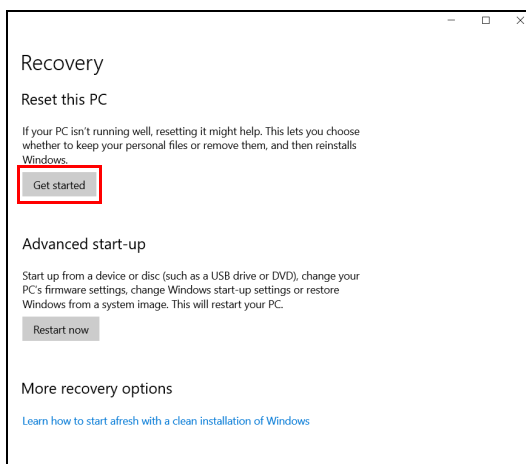 Recovery
Reset this PC
If your PC isn't running well, resetting it might help. This lets you choose
whether to keep your personal files or remove them, and then reinstalls
Windows.
Get started
Advanced start-up
Start up from a device or disc (such as a USB drive or DVD), change your
PC's firmware settings, change Windows start-up settings or restore
Windows from a system image. This will restart your PC.
Restart now
More recovery options
Learn how to start afresh with a clean installation of Windows